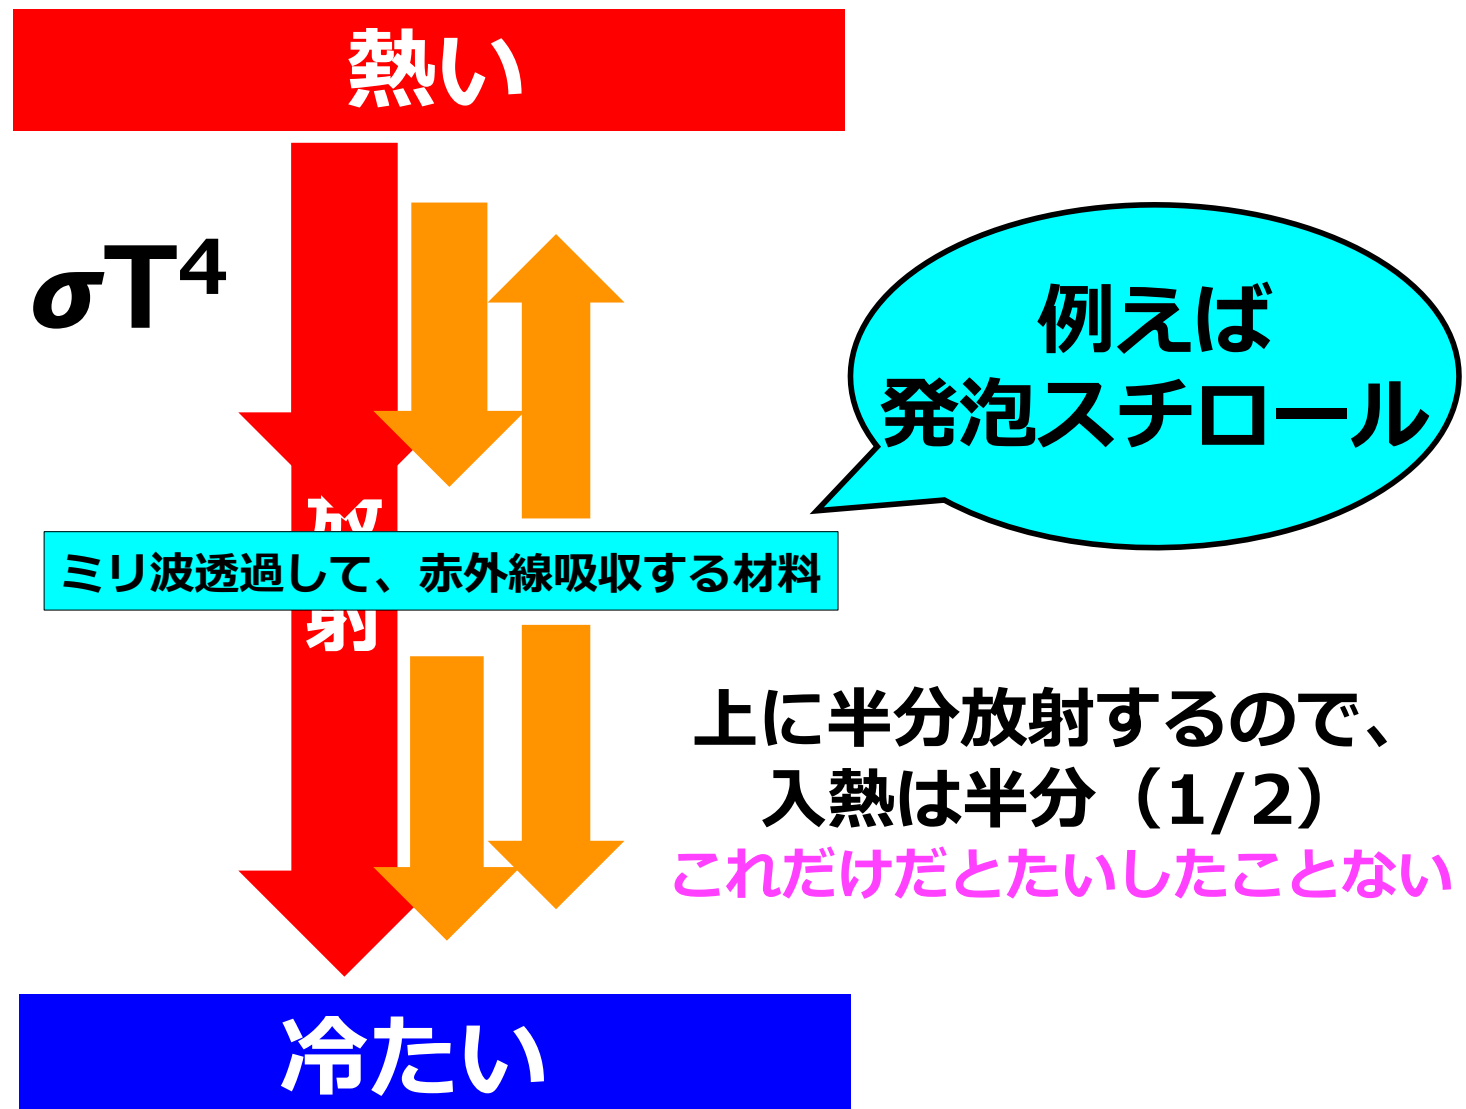 熱い
σT⁴
例えば
発泡スチロール
放射
ミリ波透過して、赤外線吸収する材料
上に半分放射するので、
入熱は半分（1/2）
これだけだとたいしたことない
冷たい